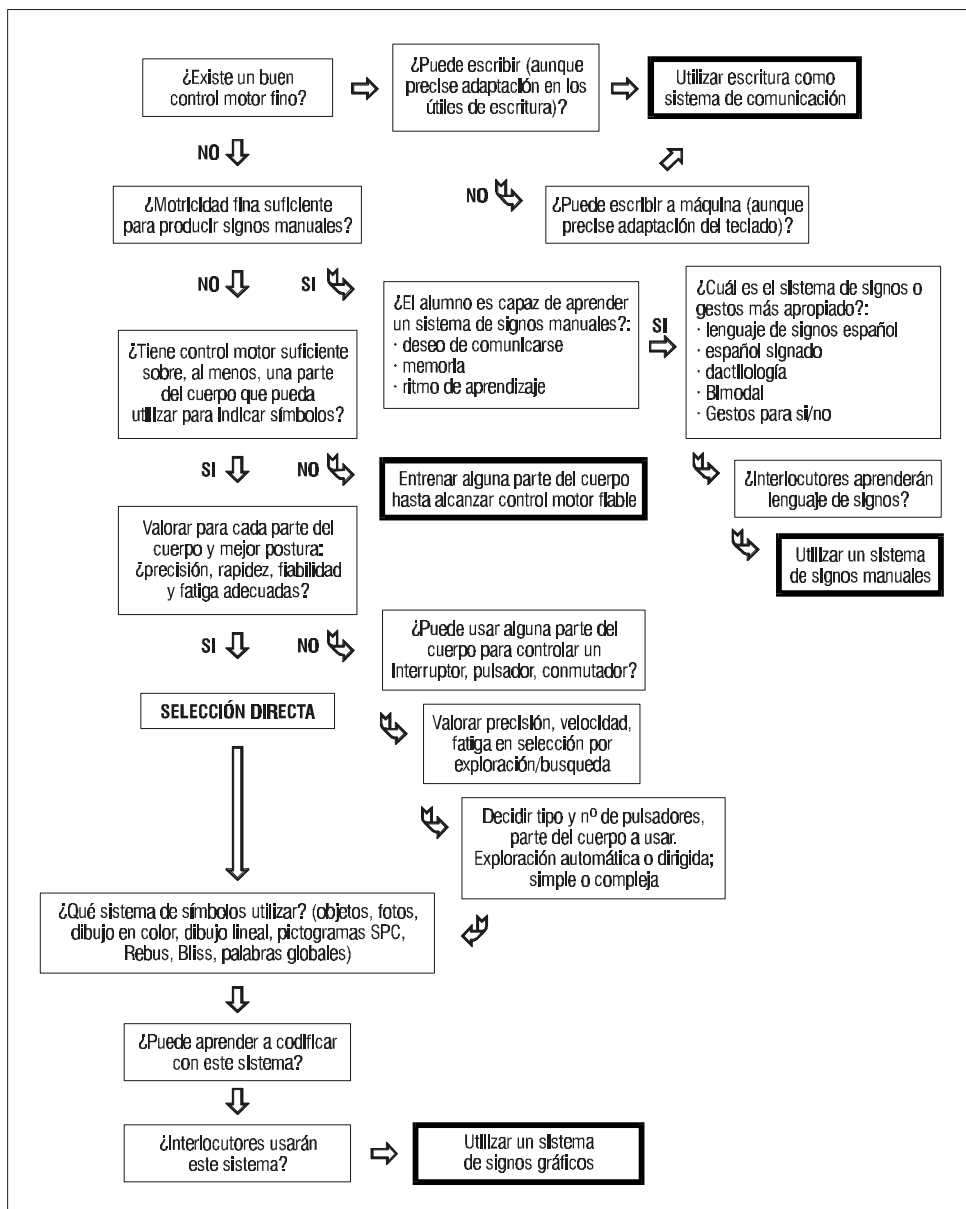 ¿Existe un buen
control motor fino?
¿Puede escribir (aunque
precise adaptación en los
útiles de escritura)?
Utilizar escritura como
sistema de comunicación
NO
NO
¿Motricidad fina suficiente
para producir signos manuales?
¿Puede escribir a máquina (aunque
precise adaptación del teclado)?
NO
SI
¿El alumno es capaz de aprender
un sistema de signos manuales?:
· deseo de comunicarse
· memoria
· ritmo de aprendizaje
SI
¿Cuál es el sistema de signos o
gestos más apropiado?:
· lenguaje de signos español
· español signado
· dactilología
· Bimodal
· Gestos para si/no
¿Tiene control motor suficiente
sobre, al menos, una parte
del cuerpo que pueda
utilizar para indicar símbolos?
SI
NO
Entrenar alguna parte del cuerpo
hasta alcanzar control motor fiable
¿Interlocutores aprenderán
lenguaje de signos?
Valorar para cada parte del
cuerpo y mejor postura:
¿precisión, rapidez, fiabilidad
y fatiga adecuadas?
Utilizar un sistema
de signos manuales
SI
NO
¿Puede usar alguna parte del
cuerpo para controlar un
Interruptor, pulsador, conmutador?
SELECCIÓN DIRECTA
Valorar precisión, velocidad,
fatiga en selección por
exploración/busqueda
Decidir tipo y nº de pulsadores,
parte del cuerpo a usar.
Exploración automática o dirigida;
simple o compleja
¿Qué sistema de símbolos utilizar? (objetos, fotos,
dibujo en color, dibujo lineal, pictogramas SPC,
Rebus, Bliss, palabras globales)
¿Puede aprender a codificar
con este sistema?
¿Interlocutores usarán
este sistema?
Utilizar un sistema
de signos gráficos